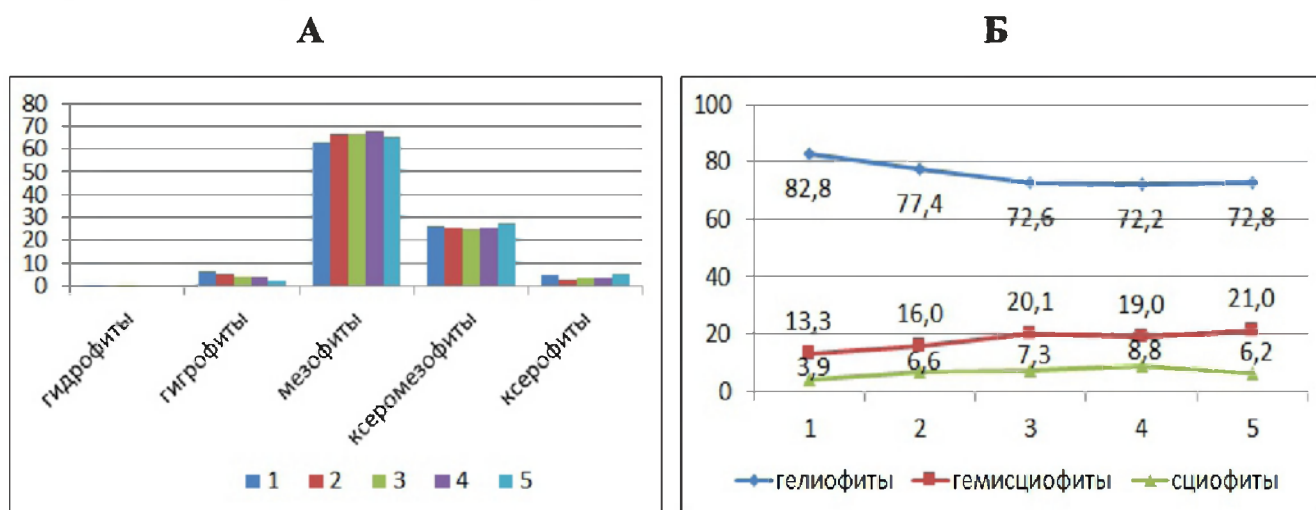 А
80
70
60
50
40
30
20
10
0
гидрофиты
гигрофиты
мезофиты
ксеромезофиты
ксерофиты
1 2 3 4 5
Б
100
80
60
40
20
0
82,8 77,4 72,6 72,2 72,8
13,3 16,0 20,1 19,0 21,0
3,9 6,6 7,3 8,8 6,2
1 2 3 4 5
гелиофиты гемисциофиты сциофиты